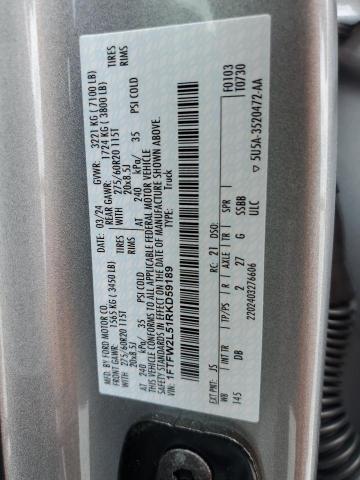 MFD. BY FORD MOTOR CO.
DATE: 03/24 GVWR: 3221 KG ( 7100 LB)
FRONT GAWR: 1565 KG ( 3450 LB) REAR GAWR: 1724 KG ( 3800 LB)
WITH 275/60R20 115T TIRES WITH 275/60R20 115T TIRES
20x8.5J RIMS 20x8.5J RIMS
AT 240 kPa/ 35 PSI COLD AT 240 kPa/ 35 PSI COLD
THIS VEHICLE CONFORMS TO ALL APPLICABLE FEDERAL MOTOR VEHICLE
SAFETY STANDARDS IN EFFECT ON THE DATE OF MANUFACTURE SHOWN ABOVE
VIN: 1FTFW2L51RKD59189 TYPE: Truck
F0103
T0730
EXT PNT: JS RC: 21 DSO:
WB INT TR TP/PS R AXLE TR SPR
145 DB 2 27 G SSBB
2202403276606 ULC
5U5A-3520472-AA